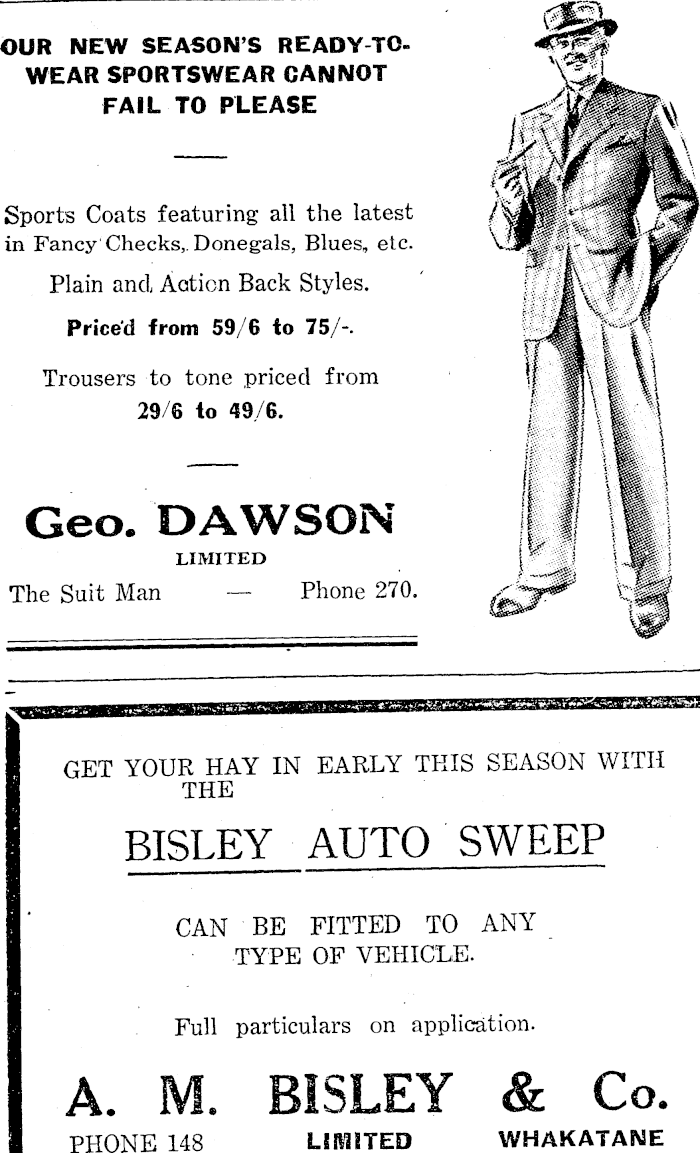 OUR NEW SEASON'S READY-TO-
WEAR SPORTSWEAR CANNOT
FAIL TO PLEASE
Sports Coats featuring all the latest
in Fancy Checks, Donegals, Blues, etc.
Plain and Action Back Styles.
Price'd from 59/6 to 75/-.
Trousers to tone priced from
29/6 to 49/6.
Geo. DAWSON
LIMITED
The Suit Man — Phone 270.
GET YOUR HAY IN EARLY THIS SEASON WITH
THE
BISLEY AUTO SWEEP
CAN BE FITTED TO ANY
TYPE OF VEHICLE.
Full particulars on application.
A. M. BISLEY & Co.
PHONE 148 LIMITED WHAKATANE